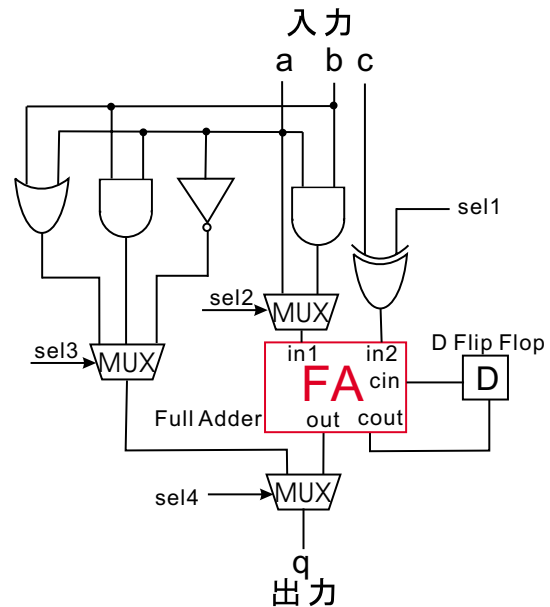 入力
a b c
sel1
sel2
MUX
sel3
MUX
in1 in2
D Flip Flop
FA
cin
D
Full Adder
out cout
sel4
MUX
q
出力